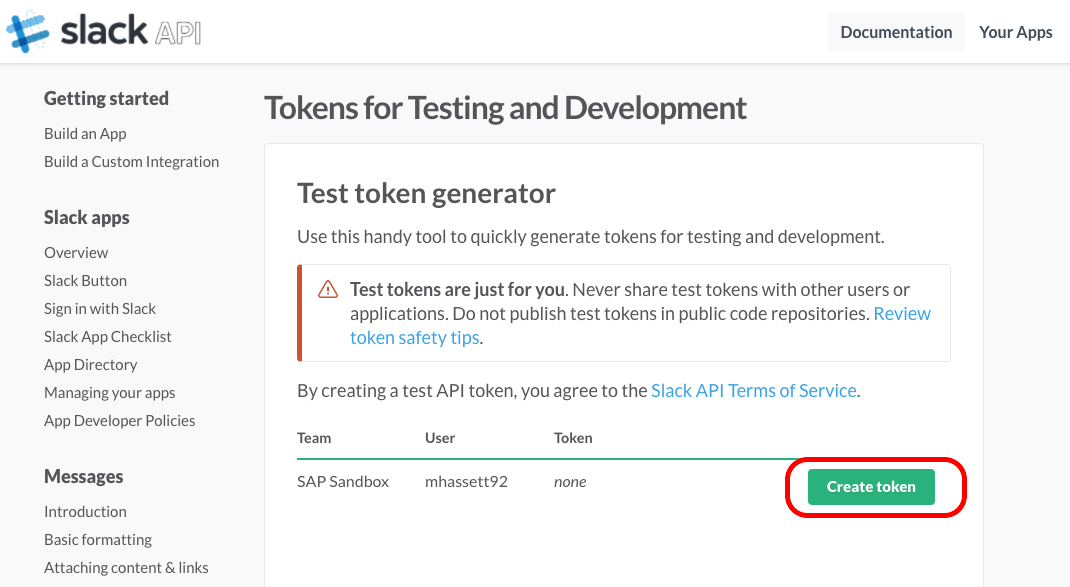 slack API
Documentation
Your Apps
Getting started
Build an App
Build a Custom Integration
Slack apps
Overview
Slack Button
Sign in with Slack
Slack App Checklist
App Directory
Managing your apps
App Developer Policies
Messages
Introduction
Basic formatting
Attaching content & links
Tokens for Testing and Development
Test token generator
Use this handy tool to quickly generate tokens for testing and development.
Test tokens are just for you. Never share test tokens with other users or
applications. Do not publish test tokens in public code repositories. Review
token safety tips.
By creating a test API token, you agree to the Slack API Terms of Service.
Team User Token
SAP Sandbox mhassett92 none Create token